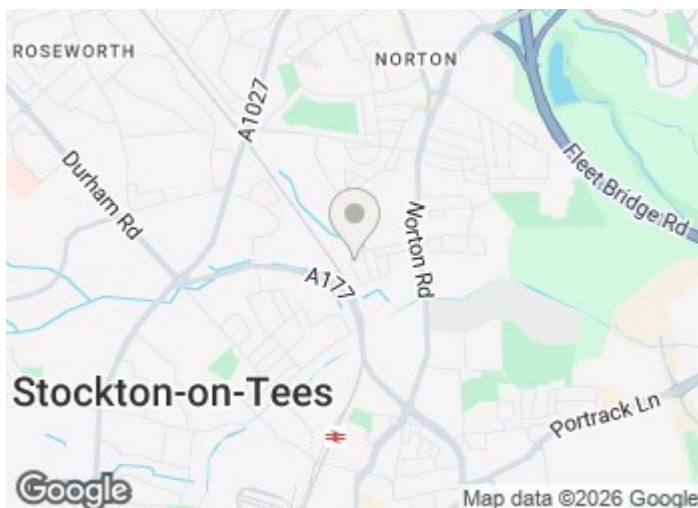 ROSEWORTH
NORTON
A1027
Durham Rd
Fleet Bridge Rd
Norton Rd
A177
Stockton-on-Tees
Portrack Ln
Google
Map data ©2026 Google